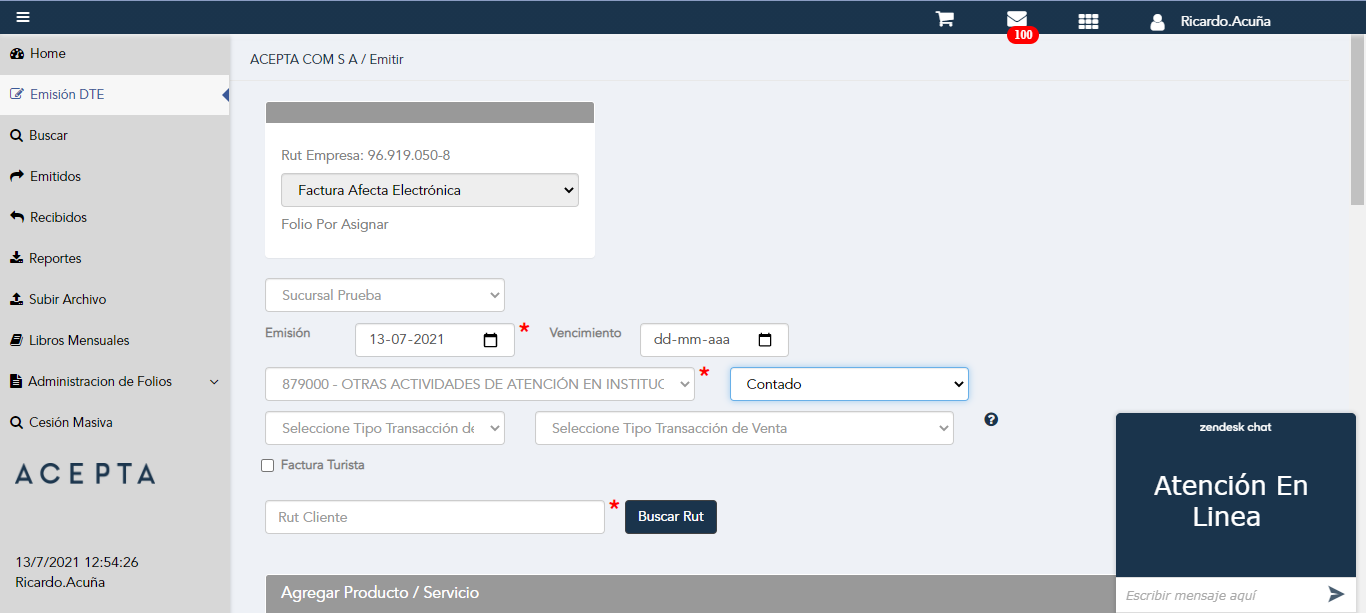 100
Ricardo.Acuña
Home
Emisión DTE
Buscar
Emitidos
Recibidos
Reportes
Subir Archivo
Libros Mensuales
Administracion de Folios
Cesión Masiva
ACEPTA
13/7/2021 12:54:26
Ricardo.Acuña
ACEPTA COM S A / Emitir
Rut Empresa: 96.919.050-8
Factura Afecta Electrónica
Folio Por Asignar
Sucursal Prueba
Emisión 13-07-2021 * Vencimiento dd-mm-aaa
879000 - OTRAS ACTIVIDADES DE ATENCIÓN EN INSTITUC * Contado
Seleccione Tipo Transacción de Seleccione Tipo Transacción de Venta ?
Factura Turista
Rut Cliente * Buscar Rut
Agregar Producto / Servicio
zendesk chat
Atención En
Linea
Escribir mensaje aquí